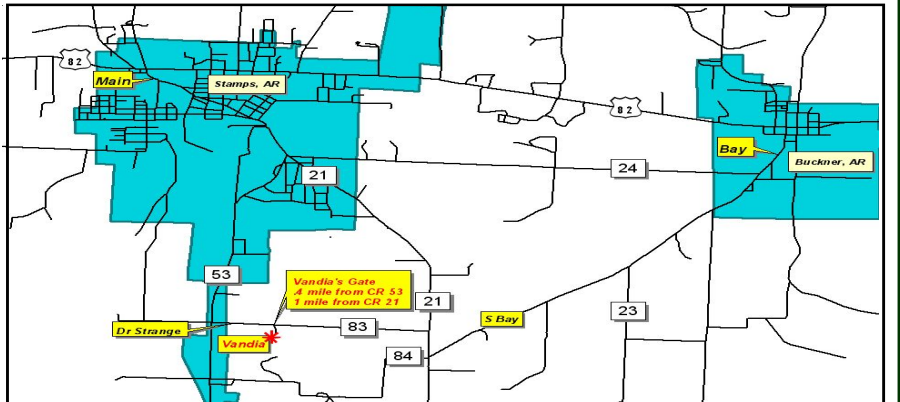 82
Main
Stamps, AR
82
Bay
Buckner, AR
24
21
53
Vandia's Gate
.4 mile from CR 53
1 mile from CR 21
21
Dr Strange
83
S Bay
23
Vandia
84